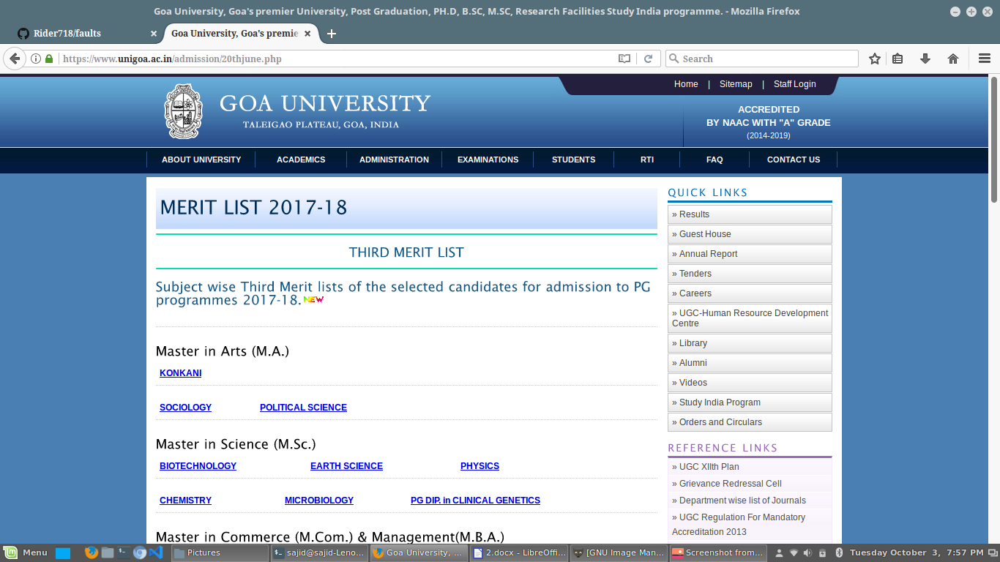 Goa University, Goa's premier University, Post Graduation, PH.D, B.SC, M.SC, Research Facilities Study India programme. - Mozilla Firefox
Rider718/faults
Goa University, Goa's premie
https://www.unigoa.ac.in/admission/20thjune.php
Search
Home | Sitemap | Staff Login
GOA UNIVERSITY
TALEIGAO PLATEAU, GOA, INDIA
ACCREDITED
BY NAAC WITH "A" GRADE
(2014-2019)
ABOUT UNIVERSITY ACADEMICS ADMINISTRATION EXAMINATIONS STUDENTS RTI FAQ CONTACT US
MERIT LIST 2017-18
THIRD MERIT LIST
Subject wise Third Merit lists of the selected candidates for admission to PG
programmes 2017-18. NEW
Master in Arts (M.A.)
KONKANI
SOCIOLOGY POLITICAL SCIENCE
Master in Science (M.Sc.)
BIOTECHNOLOGY EARTH SCIENCE PHYSICS
CHEMISTRY MICROBIOLOGY PG DIP. in CLINICAL GENETICS
Master in Commerce (M.Com.) & Management(M.B.A.)
QUICK LINKS
» Results
» Guest House
» Annual Report
» Tenders
» Careers
» UGC-Human Resource Development
Centre
» Library
» Alumni
» Videos
» Study India Program
» Orders and Circulars
REFERENCE LINKS
» UGC XIIth Plan
» Grievance Redressal Cell
» Department wise list of Journals
» UGC Regulation For Mandatory
Accreditation 2013
Menu Pictures sajid@sajid-Leno... Goa University, ... 2.docx - LibreOffi... [GNU Image Man... Screenshot from... Tuesday October 3, 7:57 PM